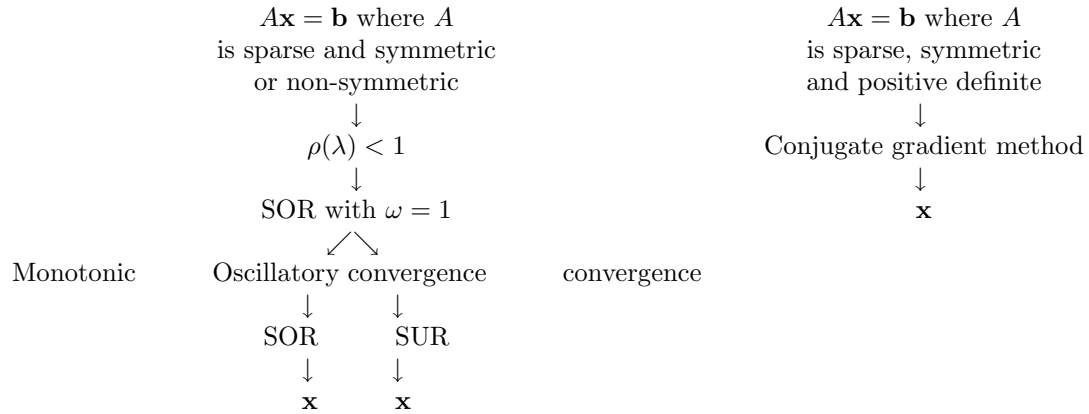 Ax = b where A
is sparse and symmetric
or non-symmetric
↓
ρ(λ) < 1
↓
SOR with ω = 1
↙ ↘
Monotonic Oscillatory convergence convergence
↓ ↓
SOR SUR
↓ ↓
x x
Ax = b where A
is sparse, symmetric
and positive definite
↓
Conjugate gradient method
↓
x